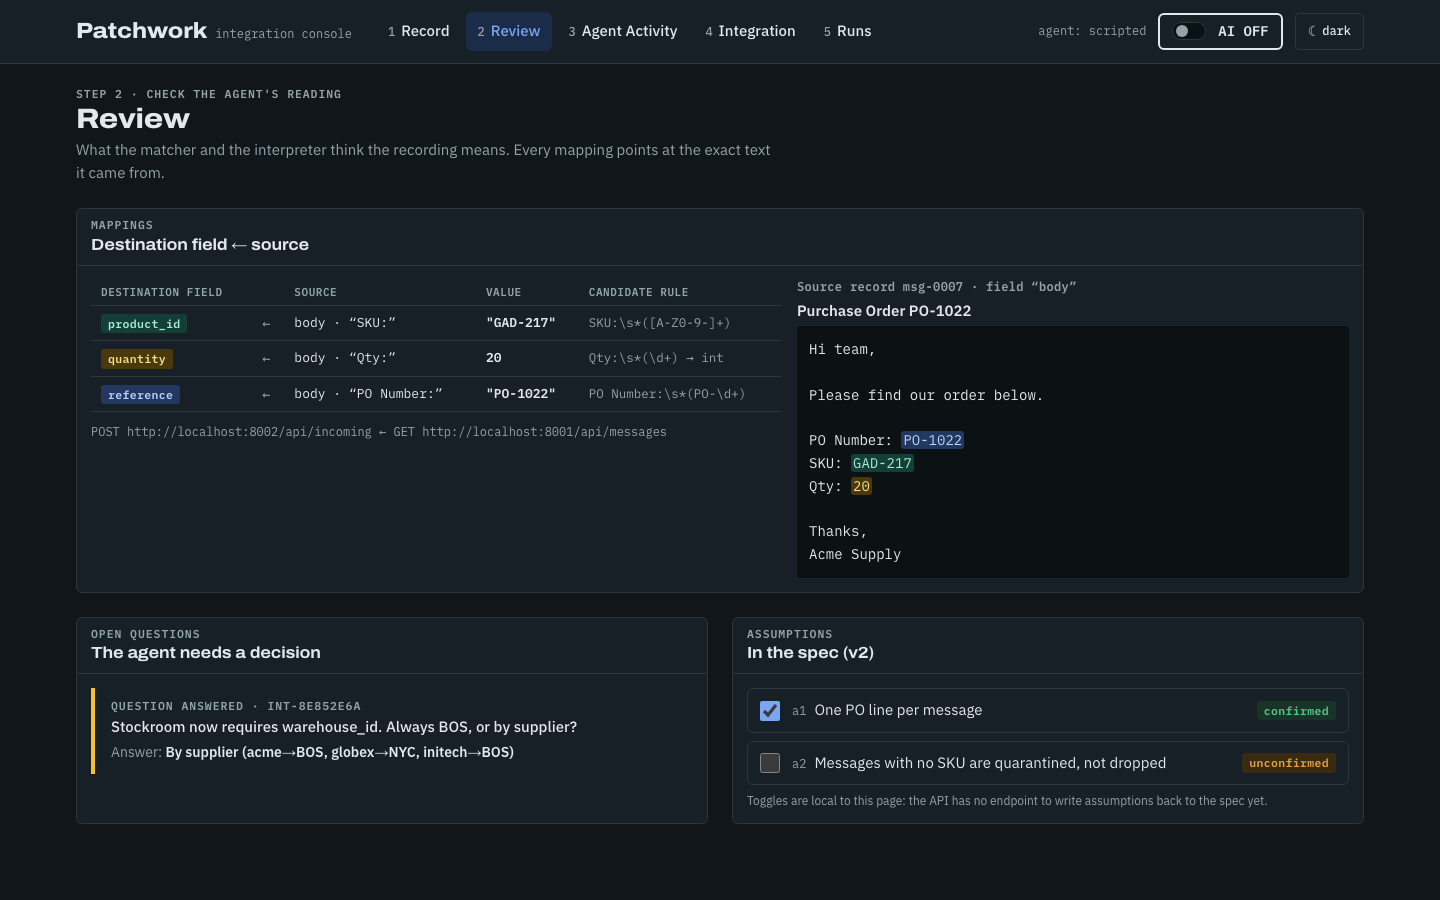 Patchwork integration console
1 Record
2 Review
3 Agent Activity
4 Integration
5 Runs
agent: scripted
AI OFF
☾ dark
STEP 2 · CHECK THE AGENT'S READING
Review
What the matcher and the interpreter think the recording means. Every mapping points at the exact text
it came from.
MAPPINGS
Destination field ← source
DESTINATION FIELD SOURCE VALUE CANDIDATE RULE
product_id ← body · “SKU:” "GAD-217" SKU:\s*([A-Z0-9-]+)
quantity ← body · “Qty:” 20 Qty:\s*(\d+) → int
reference ← body · “PO Number:” "PO-1022" PO Number:\s*(PO-\d+)
POST http://localhost:8002/api/incoming ← GET http://localhost:8001/api/messages
Source record msg-0007 · field “body”
Purchase Order PO-1022
Hi team,
Please find our order below.
PO Number: PO-1022
SKU: GAD-217
Qty: 20
Thanks,
Acme Supply
OPEN QUESTIONS
The agent needs a decision
QUESTION ANSWERED · INT-8E852E6A
Stockroom now requires warehouse_id. Always BOS, or by supplier?
Answer: By supplier (acme→BOS, globex→NYC, initech→BOS)
ASSUMPTIONS
In the spec (v2)
a1 One PO line per message confirmed
a2 Messages with no SKU are quarantined, not dropped unconfirmed
Toggles are local to this page: the API has no endpoint to write assumptions back to the spec yet.